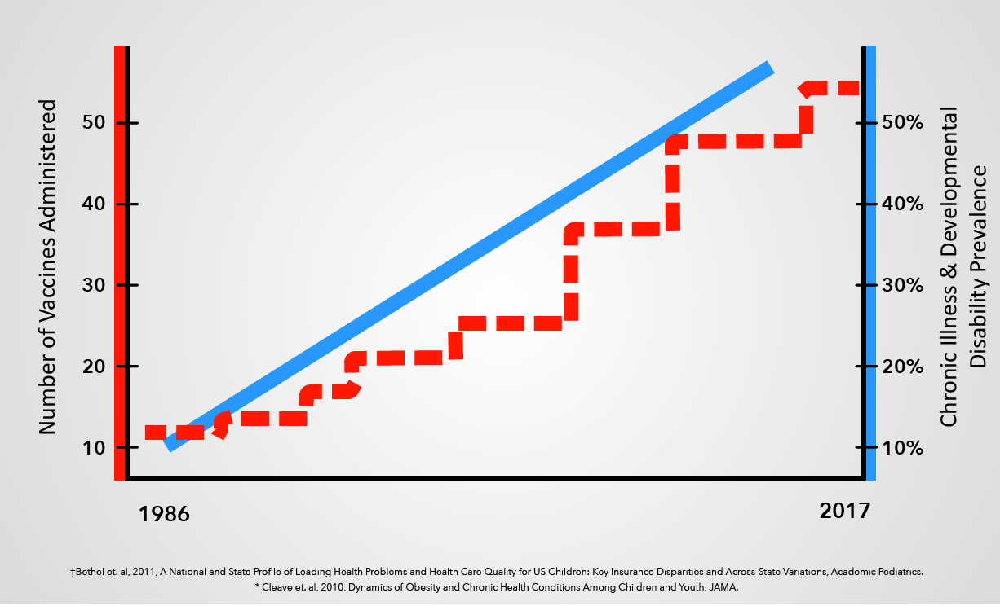 Number of Vaccines Administered
50
40
30
20
10
50%
40%
30%
20%
10%
Chronic Illness & Developmental
Disability Prevalence
1986
2017
†Bethel et. al, 2011, A National and State Profile of Leading Health Problems and Health Care Quality for US Children: Key Insurance Disparities and Across-State Variations, Academic Pediatrics.
* Cleave et. al, 2010, Dynamics of Obesity and Chronic Health Conditions Among Children and Youth, JAMA.